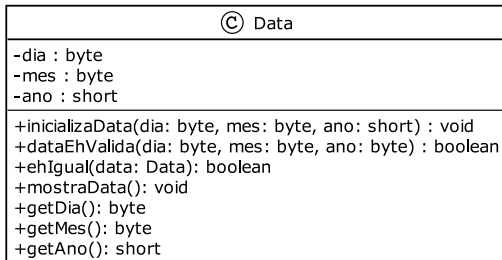 C Data
-dia : byte
-mes : byte
-ano : short
+inicializaData(dia: byte, mes: byte, ano: short) : void
+dataEhValida(dia: byte, mes: byte, ano: byte) : boolean
+ehIgual(data: Data): boolean
+mostraData(): void
+getDia(): byte
+getMes(): byte
+getAno(): short